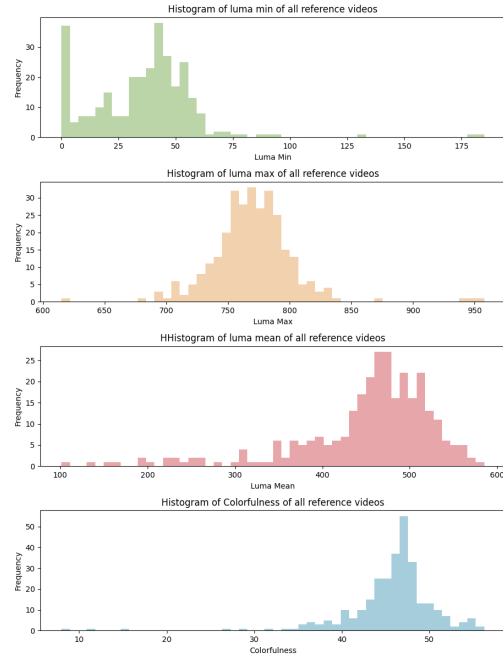 Histogram of luma min of all reference videos
Frequency
30
20
10
0
0 25 50 75 100 125 150 175
Luma Min
Histogram of luma max of all reference videos
Frequency
30
25
20
15
10
5
0
600 650 700 750 800 850 900 950
Luma Max
HHistogram of luma mean of all reference videos
Frequency
25
20
15
10
5
0
100 200 300 400 500 600
Luma Mean
Histogram of Colorfulness of all reference videos
Frequency
50
40
30
20
10
0
10 20 30 40 50
Colorfulness